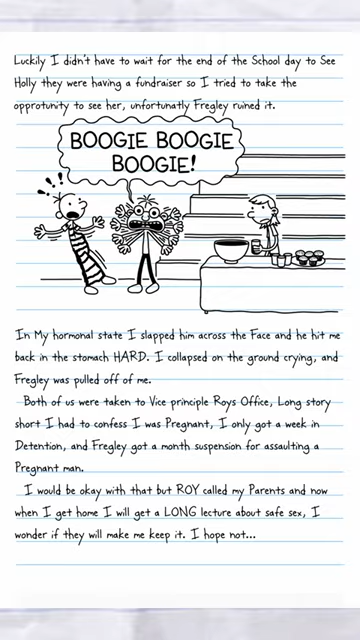 Luckily I didn't have to wait for the end of the School day to See
Holly they were having a fundraiser so I tried to take the
opprotunity to see her, unfortunatly Fregley ruined it.
BOOGIE BOOGIE
BOOGIE!
!!!
In My hormonal state I slapped him across the Face and he hit me
back in the stomach HARD. I collapsed on the ground crying, and
Fregley was pulled off of me.
Both of us were taken to Vice principle Roys Office, Long story
short I had to confess I was Pregnant, I only got a week in
Detention, and Fregley got a month suspension for assaulting a
Pregnant man.
I would be okay with that but ROY called my Parents and now
when I get home I will get a LONG lecture about safe sex, I
wonder if they will make me keep it. I hope not...